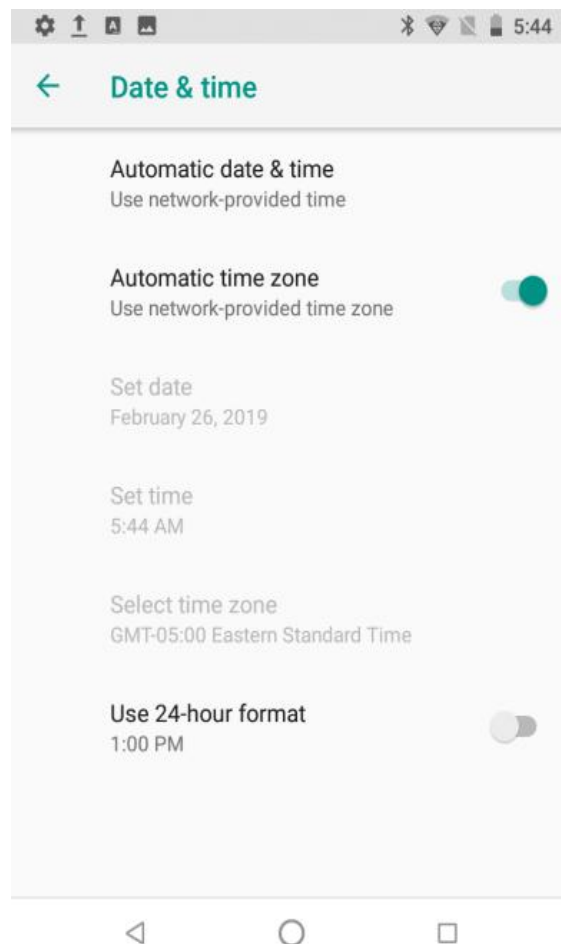 5:44
Date & time
Automatic date & time
Use network-provided time
Automatic time zone
Use network-provided time zone
Set date
February 26, 2019
Set time
5:44 AM
Select time zone
GMT-05:00 Eastern Standard Time
Use 24-hour format
1:00 PM